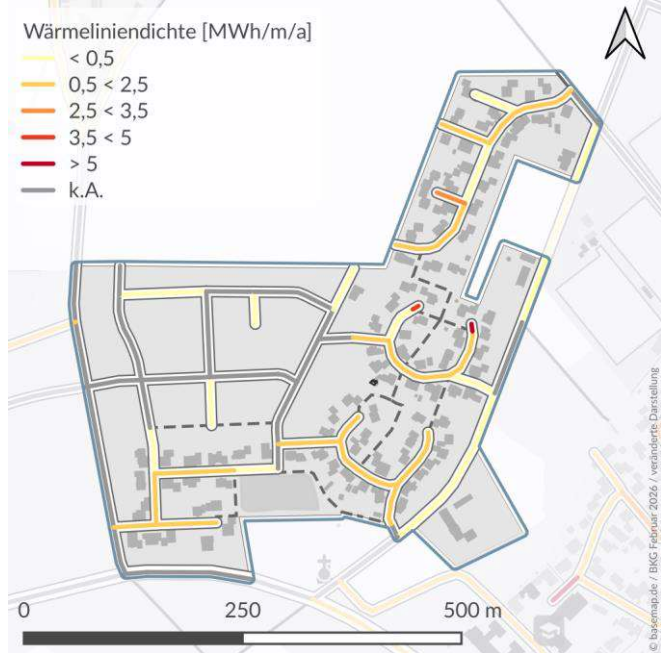 Wärmeliniendichte [MWh/m/a]
< 0,5
0,5 < 2,5
2,5 < 3,5
3,5 < 5
> 5
k.A.
0 250 500 m
© basemap.de / BKG Februar 2026 / veränderte Darstellung